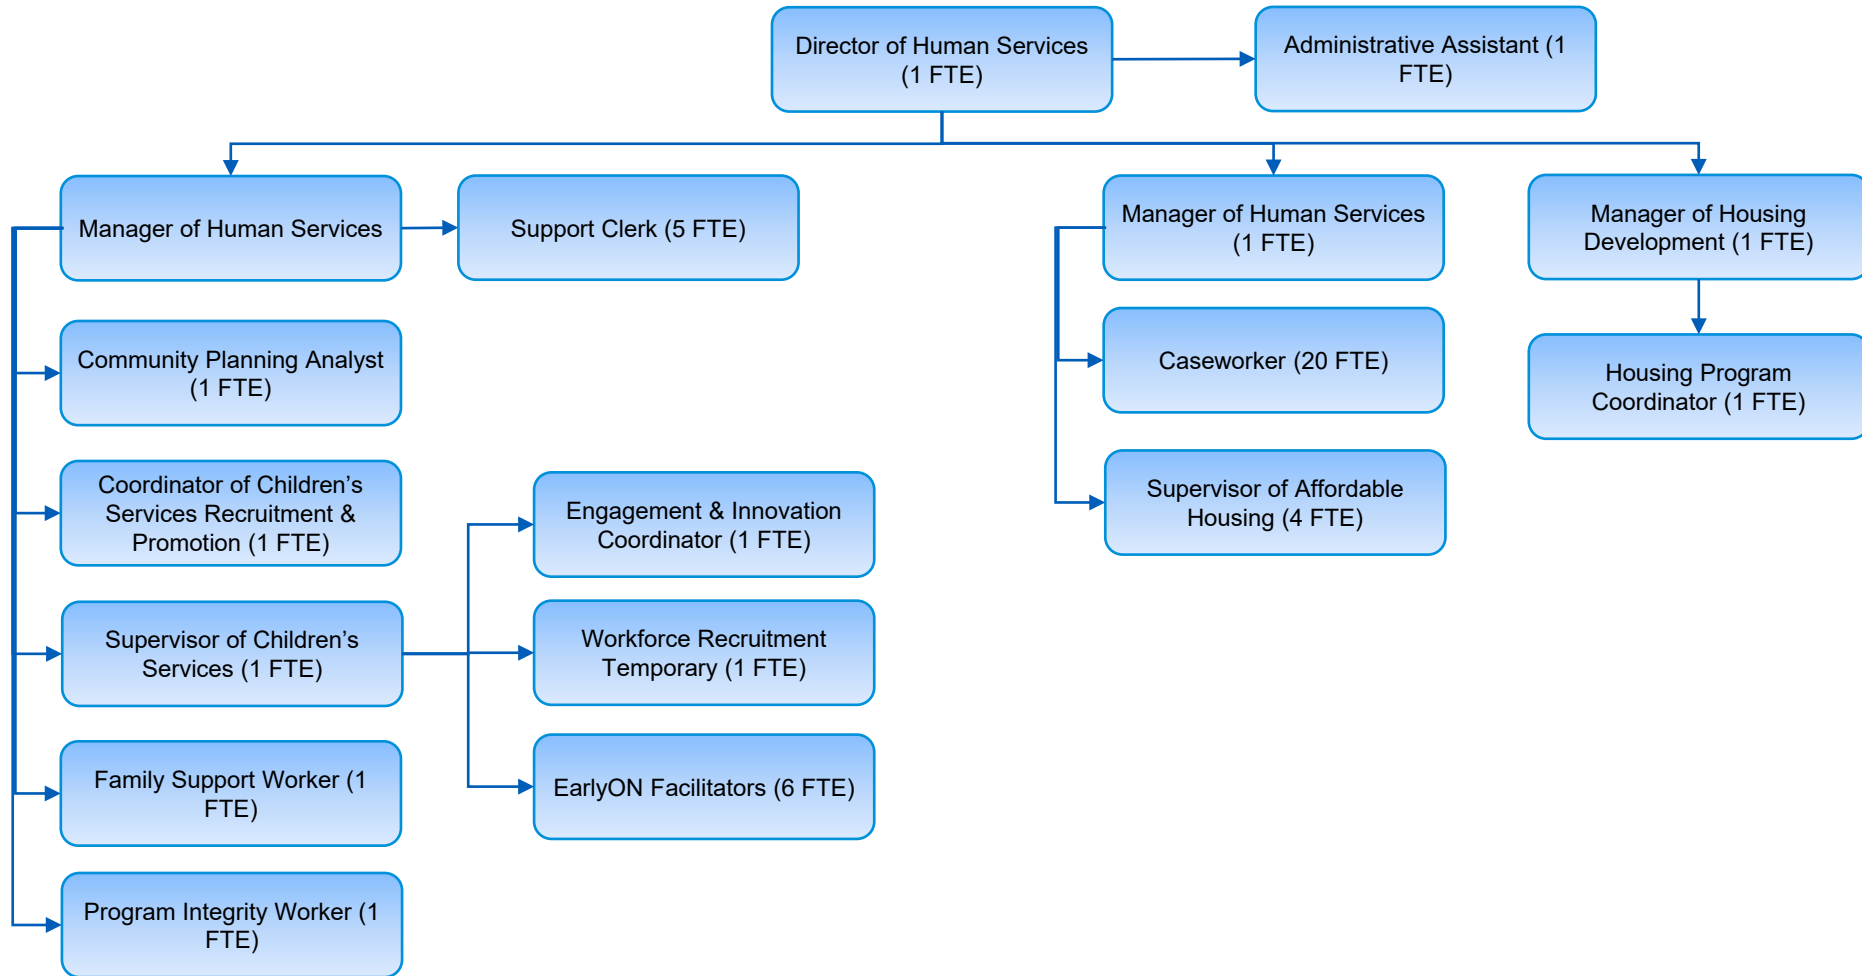 Director of Human Services
(1 FTE)
Administrative Assistant (1
FTE)
Manager of Human Services
Support Clerk (5 FTE)
Manager of Human Services
(1 FTE)
Manager of Housing
Development (1 FTE)
Community Planning Analyst
(1 FTE)
Caseworker (20 FTE)
Housing Program
Coordinator (1 FTE)
Coordinator of Children’s
Services Recruitment &
Promotion (1 FTE)
Engagement & Innovation
Coordinator (1 FTE)
Supervisor of Affordable
Housing (4 FTE)
Supervisor of Children’s
Services (1 FTE)
Workforce Recruitment
Temporary (1 FTE)
Family Support Worker (1
FTE)
EarlyON Facilitators (6 FTE)
Program Integrity Worker (1
FTE)